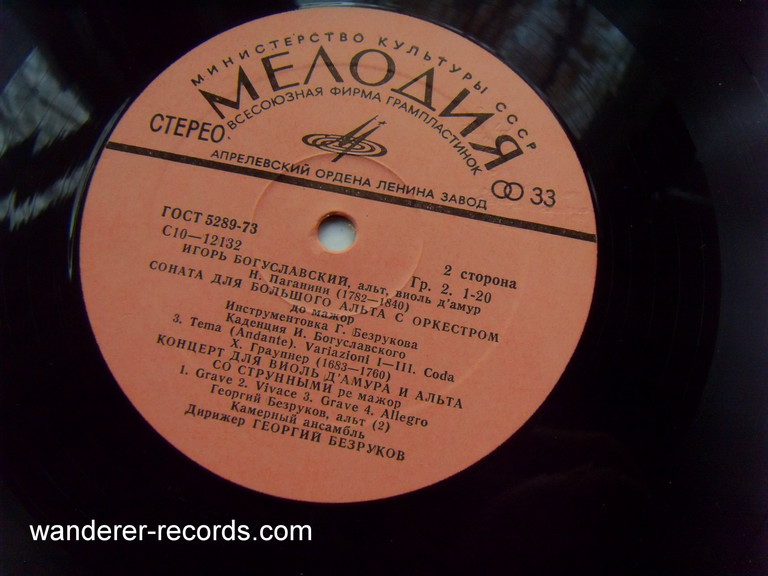 МИНИСТЕРСТВО КУЛЬТУРЫ СССР
МЕЛОДИЯ
ВСЕСОЮЗНАЯ ФИРМА ГРАМПЛАСТИНОК
СТЕРЕО
АПРЕЛЕВСКИЙ ОРДЕНА ЛЕНИНА ЗАВОД
33
ГОСТ 5289-73
С10—12132
2 сторона
Гр. 2. 1-20
ИГОРЬ БОГУСЛАВСКИЙ, альт, виоль д'амур
Н. Паганини (1782—1840)
СОНАТА ДЛЯ БОЛЬШОГО АЛЬТА С ОРКЕСТРОМ
до мажор
Инструментовка Г. Безрукова
Каденция И. Богуславского
3. Tema (Andante). Variazioni I—III. Coda
Х. Граупнер (1683—1760)
КОНЦЕРТ ДЛЯ ВИОЛЬ Д'АМУРА И АЛЬТА
СО СТРУННЫМИ ре мажор
1. Grave 2. Vivace 3. Grave 4. Allegro
Георгий Безруков, альт (2)
Камерный ансамбль
Дирижер ГЕОРГИЙ БЕЗРУКОВ
wanderer-records.com